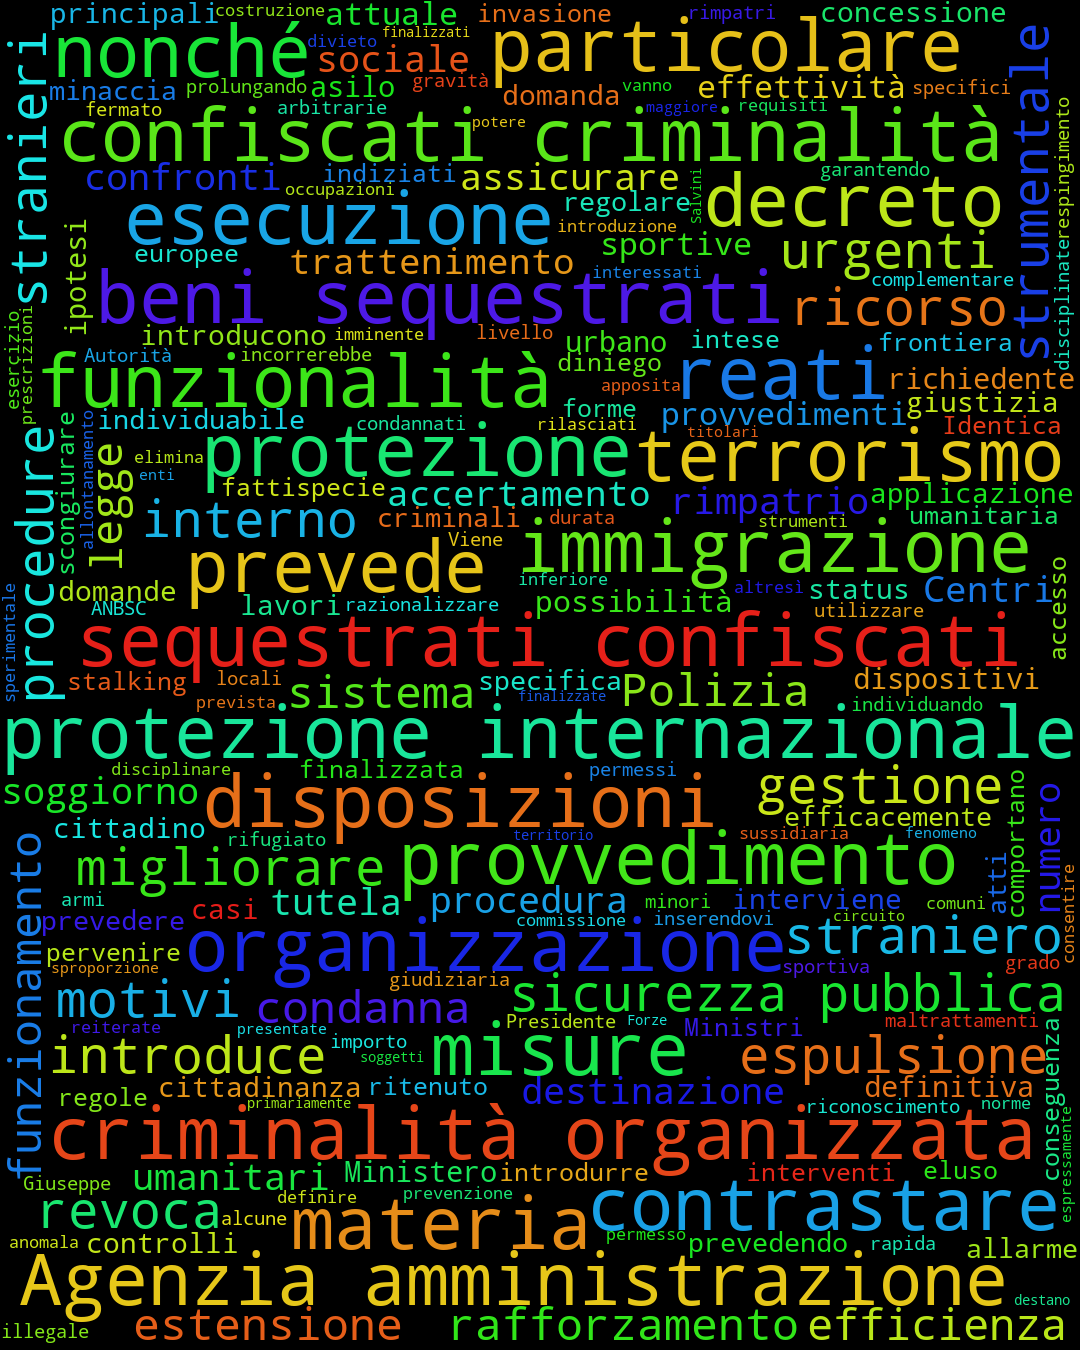 principali costruzione attuale invasione rimpatri concessione
nonché divieto finalizzati sociale particolare
stranieri strumentale
minaccia prolungando asilo gravità domanda vanno effettività specifici
fermato arbitrarie potere maggiore requisiti
confiscati criminalità
respingimento
confronti indiziati assicurare Salvini garantendo
occupazioni regolare decreto
esecuzione introduzione
ipotesi europee trattenimento sportive urgenti
interessati complementare
beni sequestrati ricorso
disciplinate
esercizio prescrizioni introducono imminente livello urbano intese frontiera
Autorità incorrerebbe diniego
funzionalità apposita reati richiedente
individuabile condannati forme provvedimenti giustizia
rilasciati titolari Identica
scongiurare allontanamento legge elimina protezione terrorismo
procedure enti
fattispecie accertamento rimpatrio applicazione
interno criminali durata strumenti umanitaria
Viene immigrazione
prevede
domande inferiore altresì status Centri accesso
ANBSC lavori razionalizzare possibilità utilizzare
sperimentale
sequestrati confiscati
stalking locali sistema specifica Polizia dispositivi
prevista finalizzate individuando
protezione internazionale
disciplinare finalizzata permessi
soggiorno disposizioni gestione comportano numero
efficacemente
cittadino rifugiato territorio sussidiaria fenomeno
funzionamento migliorare provvedimento atti
armi casi tutela procedura minori interviene comuni consentire
prevedere commissione inserendovi circuito
pervenire organizzazione straniero
sproporzione giudiziaria sportiva grado
motivi condanna sicurezza pubblica
reiterate presentate importo Presidente Forze Ministri maltrattamenti
introduce soggetti misure espulsione conseguenza
regole cittadinanza ritenuto destinazione definitiva
primariamente riconoscimento norme
criminalità organizzata
espressamente
Giuseppe umanitari Ministero introdurre interventi eluso
revoca definire prevenzione contrastare
alcune materia
anomala controlli permesso prevedendo rapida allarme
Agenzia amministrazione
destano
illegale estensione rafforzamento efficienza